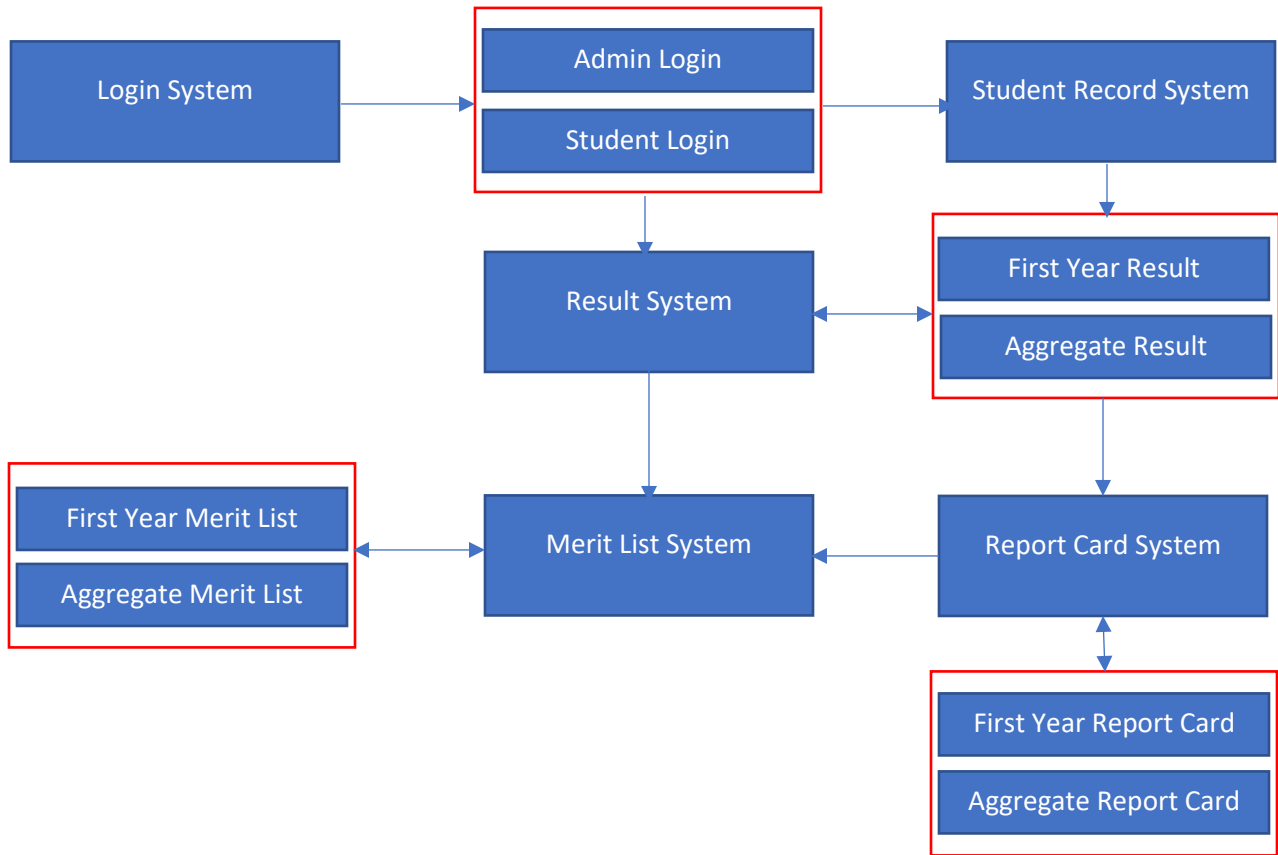 Login System
Admin Login
Student Login
Student Record System
Result System
First Year Result
Aggregate Result
First Year Merit List
Aggregate Merit List
Merit List System
Report Card System
First Year Report Card
Aggregate Report Card